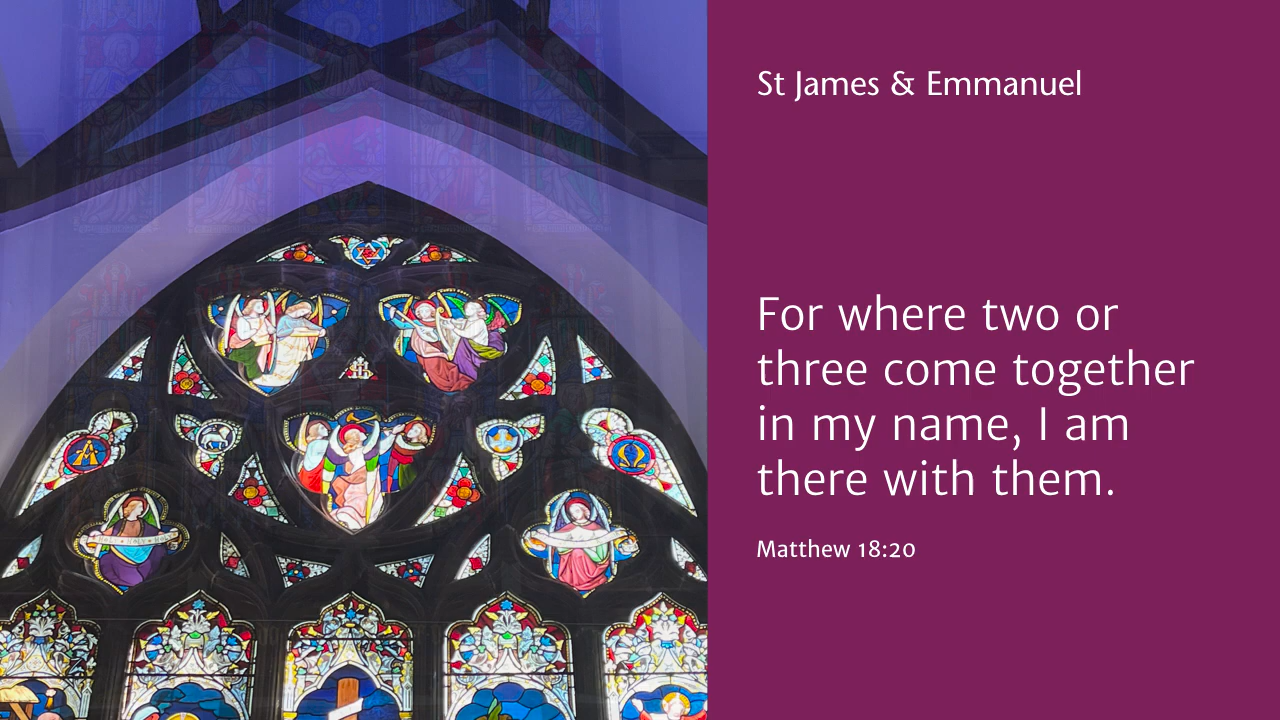 St James & Emmanuel
For where two or
three come together
in my name, I am
there with them.
Matthew 18:20